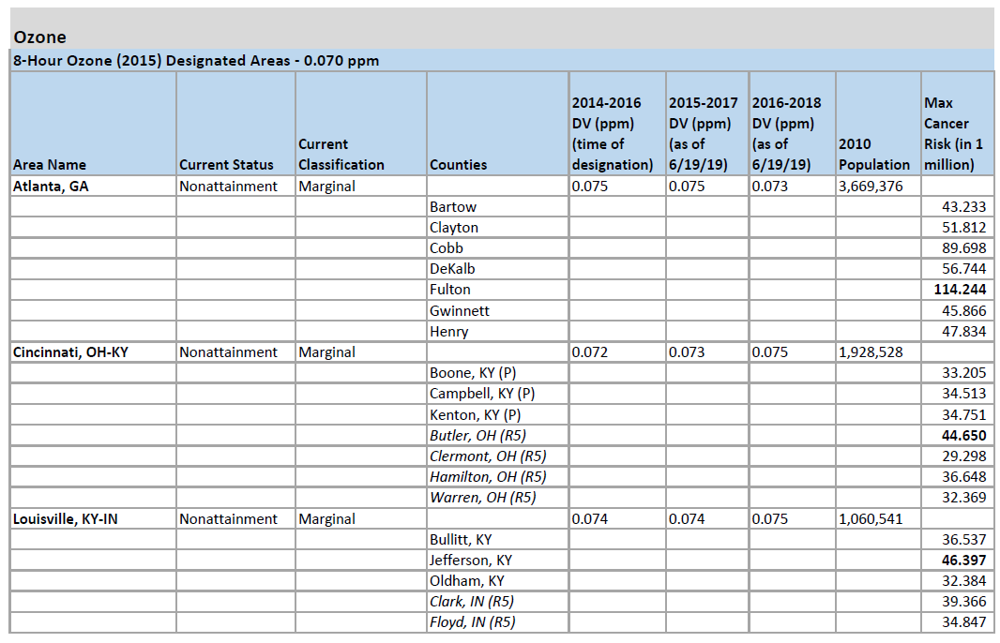 Ozone
8-Hour Ozone (2015) Designated Areas - 0.070 ppm
Area Name Current Status Current Classification Counties 2014-2016 DV (ppm) (time of designation) 2015-2017 DV (ppm) (as of 6/19/19) 2016-2018 DV (ppm) (as of 6/19/19) 2010 Population Max Cancer Risk (in 1 million)
Atlanta, GA Nonattainment Marginal 0.075 0.075 0.073 3,669,376
Bartow 43.233
Clayton 51.812
Cobb 89.698
DeKalb 56.744
Fulton 114.244
Gwinnett 45.866
Henry 47.834
Cincinnati, OH-KY Nonattainment Marginal 0.072 0.073 0.075 1,928,528
Boone, KY (P) 33.205
Campbell, KY (P) 34.513
Kenton, KY (P) 34.751
Butler, OH (R5) 44.650
Clermont, OH (R5) 29.298
Hamilton, OH (R5) 36.648
Warren, OH (R5) 32.369
Louisville, KY-IN Nonattainment Marginal 0.074 0.074 0.075 1,060,541
Bullitt, KY 36.537
Jefferson, KY 46.397
Oldham, KY 32.384
Clark, IN (R5) 39.366
Floyd, IN (R5) 34.847